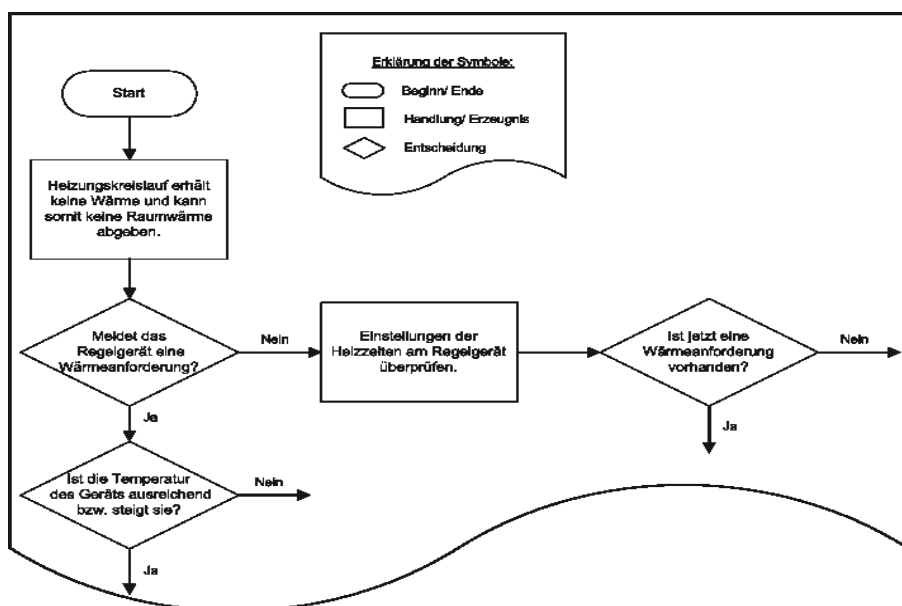 Start
Erklärung der Symbole:
Beginn/ Ende
Handlung/ Erzeugnis
Entscheidung
Heizungskreislauf erhält
keine Wärme und kann
somit keine Raumwärme
abgeben.
Meldet das
Regelgerät eine
Wärmeanforderung?
Nein
Einstellungen der
Heizzeiten am Regelgerät
überprüfen.
Ist jetzt eine
Wärmeanforderung
vorhanden?
Nein
Ja
Ja
Ist die Temperatur
des Geräts ausreichend
bzw. steigt sie?
Nein
Ja